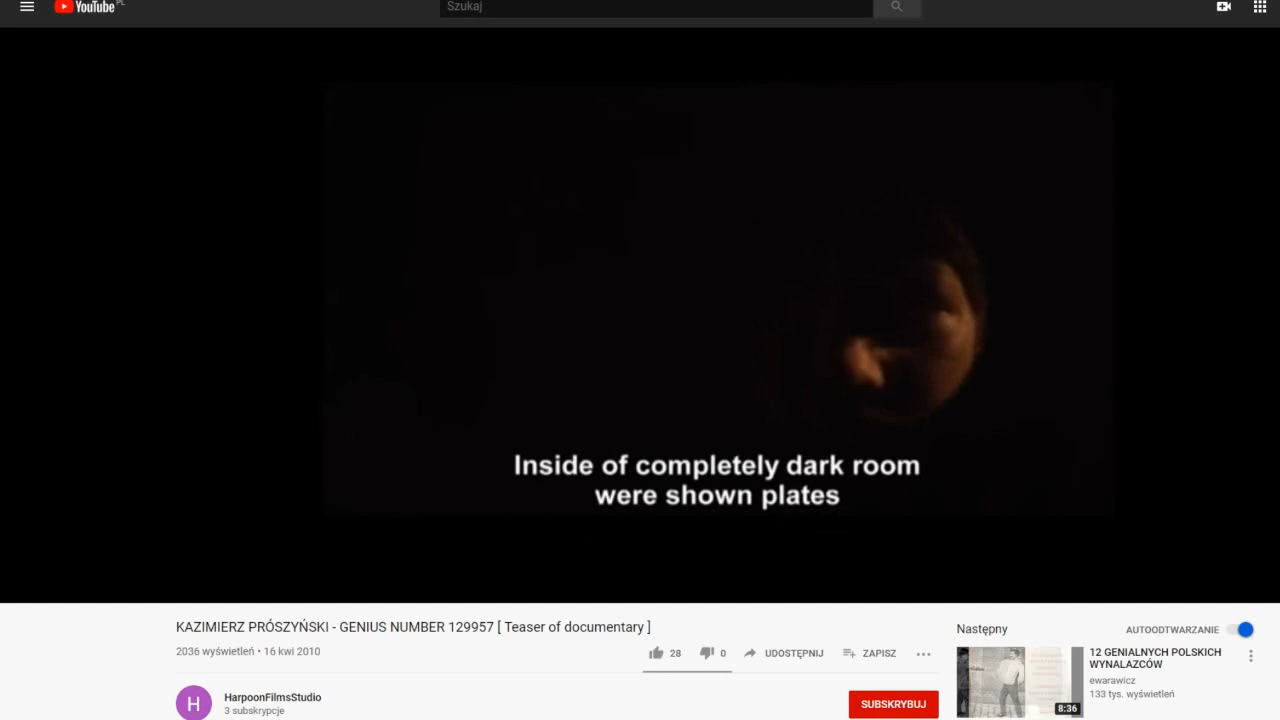 YouTube PL
Szukaj
Inside of completely dark room
were shown plates
KAZIMIERZ PRÓSZYŃSKI - GENIUS NUMBER 129957 [ Teaser of documentary ]
2036 wyświetleń • 16 kwi 2010
28
0
UDOSTĘPNIJ
ZAPISZ
H
HarpoonFilmsStudio
3 subskrypcje
SUBSKRYBUJ
Następny
AUTOODTWARZANIE
8:36
12 GENIALNYCH POLSKICH
WYNALAZCÓW
ewarawicz
133 tys. wyświetleń